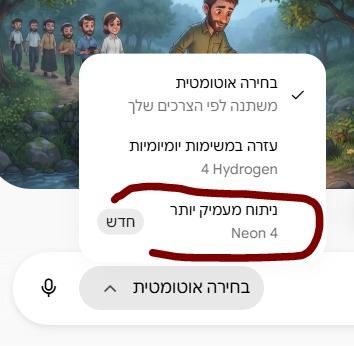 בחירה אוטומטית
משתנה לפי הצרכים שלך
עזרה במשימות יומיומיות
4 Hydrogen
ניתוח מעמיק יותר
חדש
Neon 4
בחירה אוטומטית